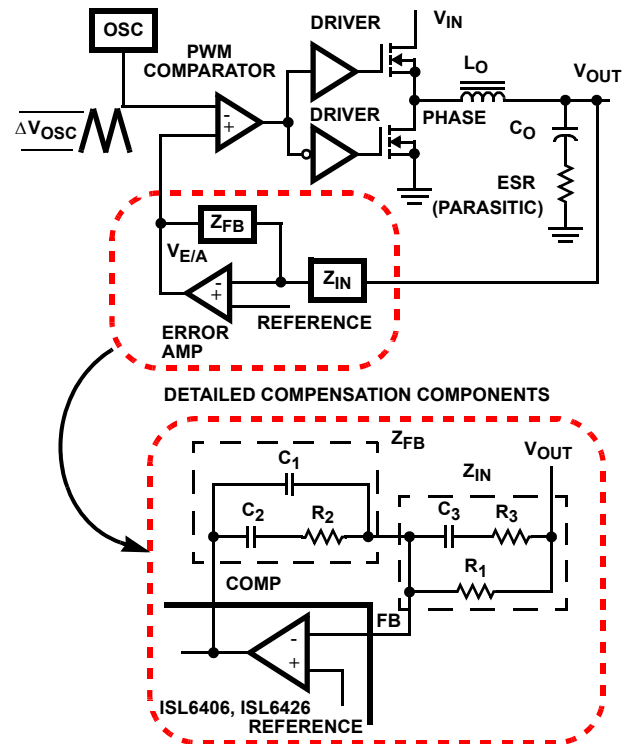 OSC
PWM
COMPARATOR
DRIVER
DRIVER
V_IN
L_O
V_OUT
PHASE
C_O
ESR
(PARASITIC)
ΔV_OSC
-
+
Z_FB
V_E/A
-
+
Z_IN
REFERENCE
ERROR
AMP
DETAILED COMPENSATION COMPONENTS
Z_FB
V_OUT
C_1
Z_IN
C_2
R_2
C_3
R_3
R_1
COMP
FB
-
+
ISL6406, ISL6426
REFERENCE